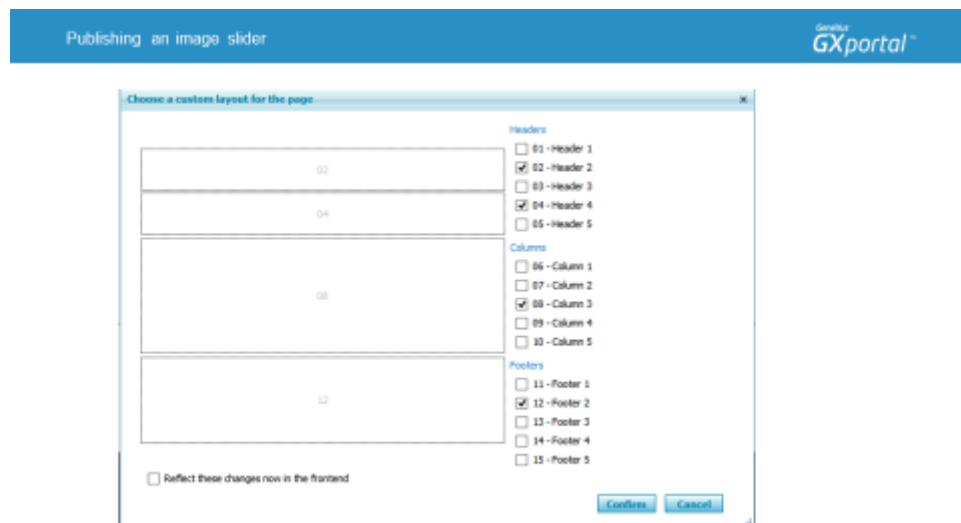 Publishing an image slider
GeneXus
GXportal™
Choose a custom layout for the page
Headers
01 - Header 1
02
02 - Header 2
03 - Header 3
04
04 - Header 4
05 - Header 5
Columns
06 - Column 1
07 - Column 2
08
08 - Column 3
09 - Column 4
10 - Column 5
Footers
11 - Footer 1
12
12 - Footer 2
13 - Footer 3
14 - Footer 4
15 - Footer 5
Reflect these changes now in the frontend
Confirm Cancel